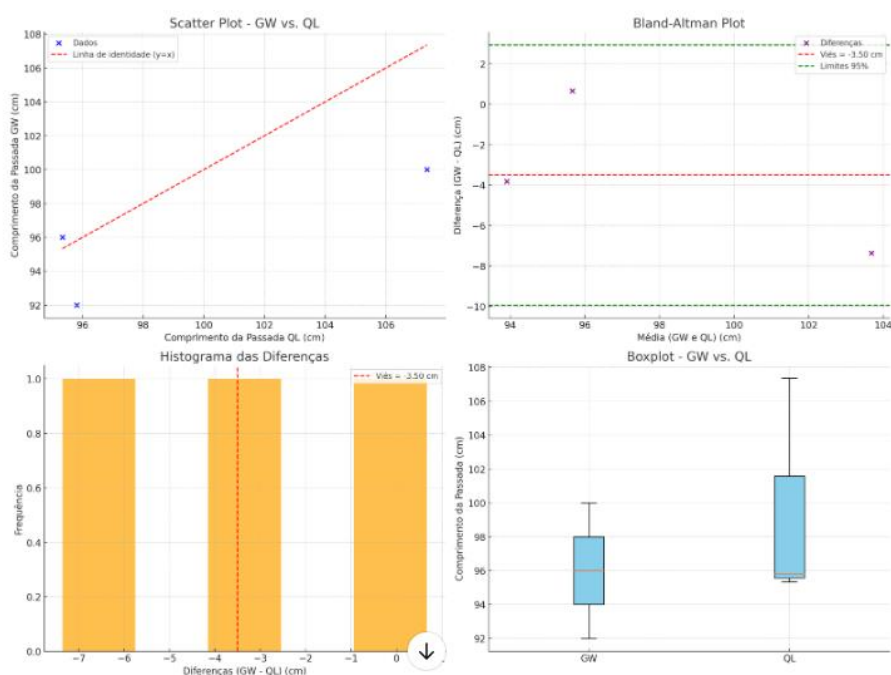 Scatter Plot - GW vs. QL
Dados
Linha de identidade (y=x)
Comprimento da Passada GW (cm)
108
106
104
102
100
98
96
94
92
96
98
100
102
104
106
Comprimento da Passada QL (cm)
Bland-Altman Plot
Diferenças
Viés = -3.50 cm
Limites 95%
Diferença (GW - QL) (cm)
2
0
−2
−4
−6
−8
−10
94
96
98
100
102
104
Média (GW e QL) (cm)
Histograma das Diferenças
Viés = -3.50 cm
Frequência
1.0
0.8
0.6
0.4
0.2
0.0
−7
−6
−5
−4
−3
−2
−1
0
Diferenças (GW - QL) (cm)
Boxplot - GW vs. QL
Comprimento da Passada (cm)
108
106
104
102
100
98
96
94
92
GW
QL